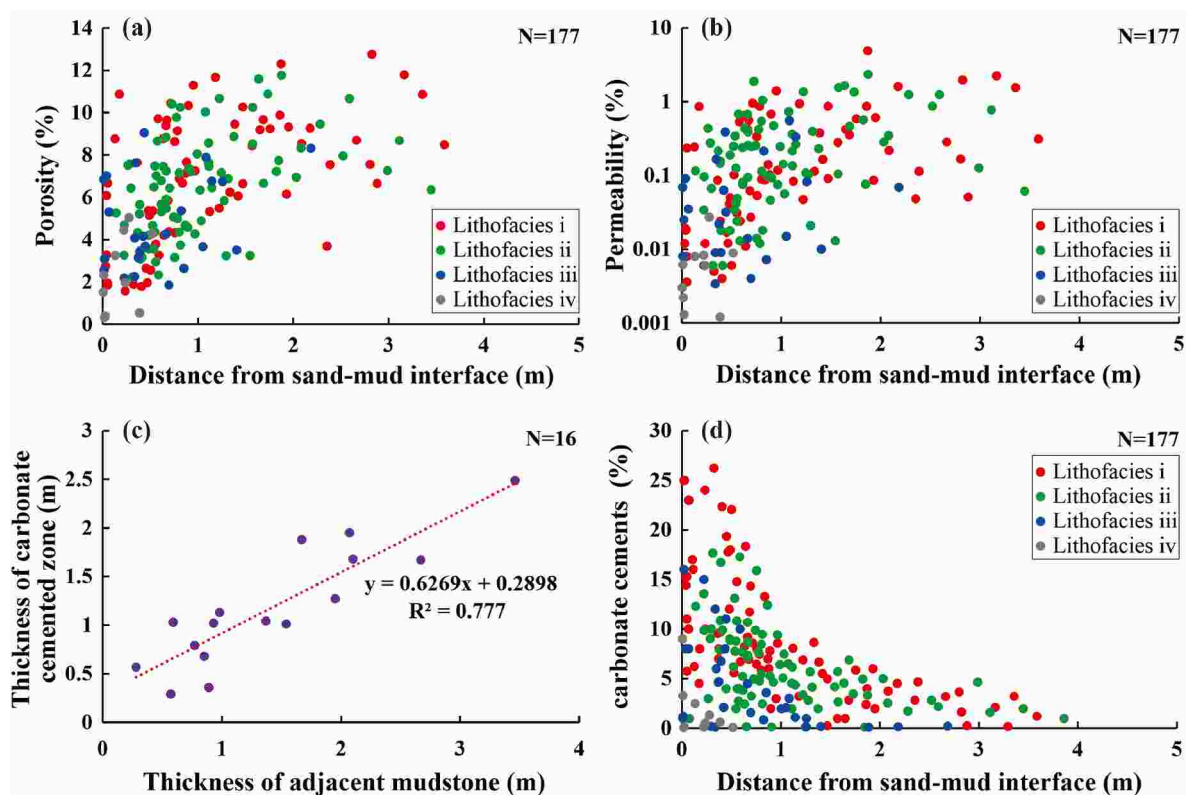 (a)
N=177
Porosity (%)
14
12
10
8
6
4
2
0
0 1 2 3 4 5
Distance from sand-mud interface (m)
Lithofacies i
Lithofacies ii
Lithofacies iii
Lithofacies iv
(b)
N=177
Permeability (%)
10
1
0.1
0.01
0.001
0 1 2 3 4 5
Distance from sand-mud interface (m)
Lithofacies i
Lithofacies ii
Lithofacies iii
Lithofacies iv
(c)
N=16
Thickness of carbonate
cemented zone (m)
3
2.5
2
1.5
1
0.5
0
y = 0.6269x + 0.2898
R² = 0.777
0 1 2 3 4
Thickness of adjacent mudstone (m)
(d)
N=177
carbonate cements (%)
30
25
20
15
10
5
0
0 1 2 3 4 5
Distance from sand-mud interface (m)
Lithofacies i
Lithofacies ii
Lithofacies iii
Lithofacies iv